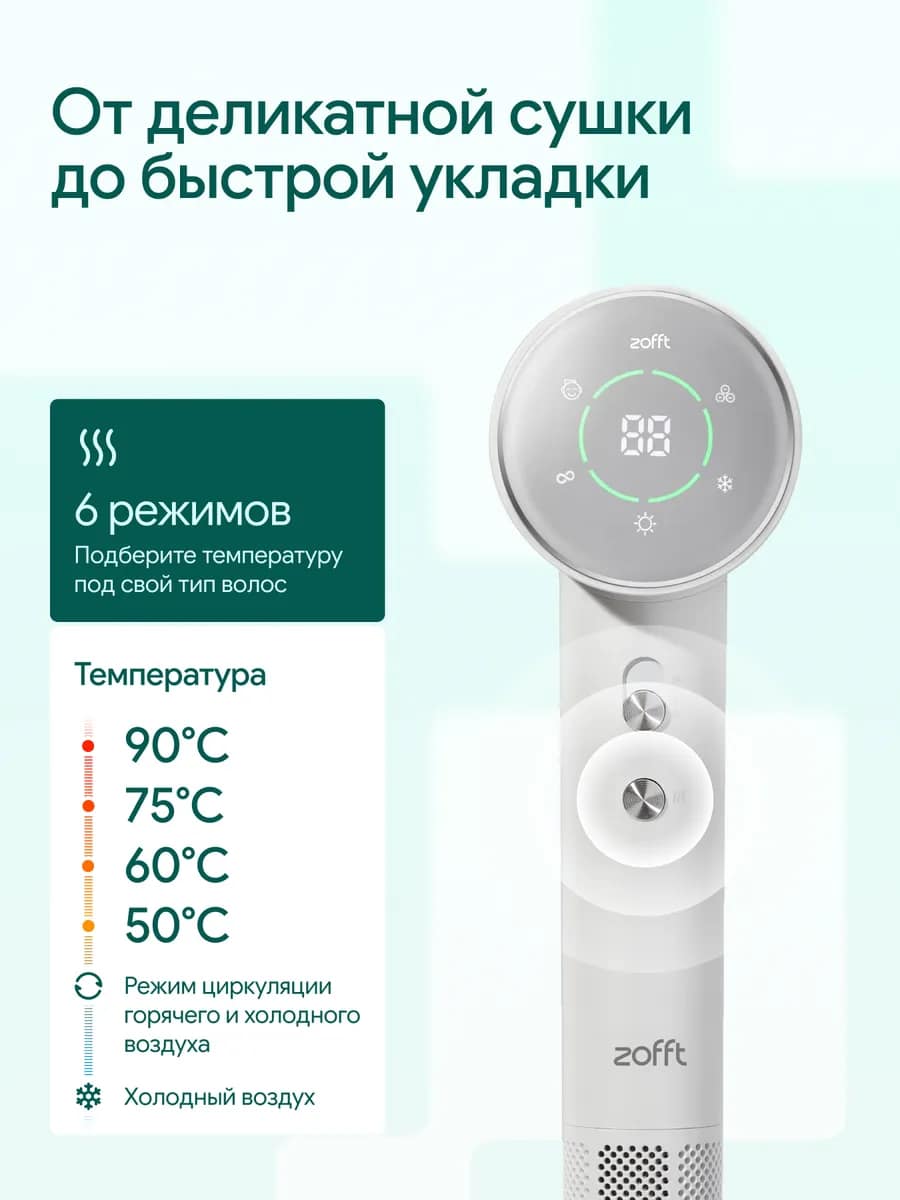 От деликатной сушки
до быстрой укладки
zofft
88
6 режимов
Подберите температуру
под свой тип волос
Температура
90°C
75°C
60°C
50°C
Режим циркуляции
горячего и холодного
воздуха
Холодный воздух
zofft